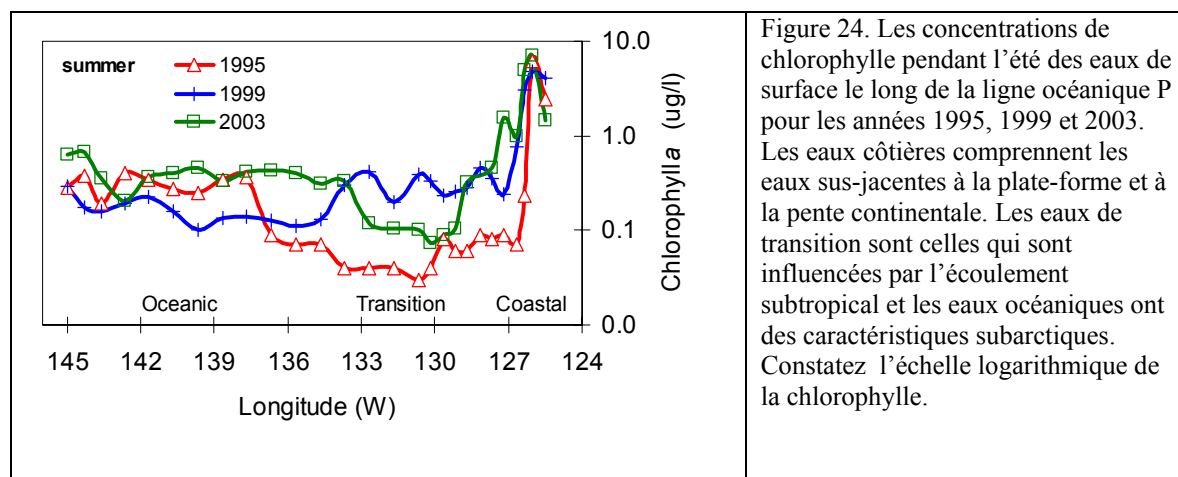 summer
1995
1999
2003
10.0
1.0
0.1
0.0
Chlorophyll a (ug/l)
Oceanic Transition Coastal
145 142 139 136 133 130 127 124
Longitude (W)
Figure 24. Les concentrations de
chlorophylle pendant l’été des eaux de
surface le long de la ligne océanique P
pour les années 1995, 1999 et 2003.
Les eaux côtières comprennent les
eaux sus-jacentes à la plate-forme et à
la pente continentale. Les eaux de
transition sont celles qui sont
influencées par l’écoulement
subtropical et les eaux océaniques ont
des caractéristiques subarctiques.
Constatez l’échelle logarithmique de
la chlorophylle.